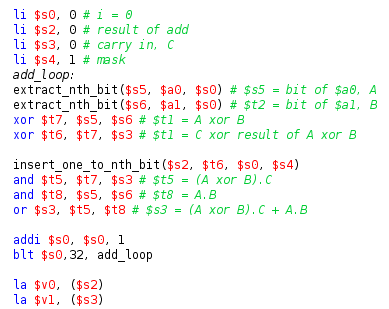 li $s0, 0 # i = 0
li $s2, 0 # result of add
li $s3, 0 # carry in, C
li $s4, 1 # mask
add_loop:
extract_nth_bit($s5, $a0, $s0) # $s5 = bit of $a0, A
extract_nth_bit($s6, $a1, $s0) # $t2 = bit of $a1, B
xor $t7, $s5, $s6 # $t1 = A xor B
xor $t6, $t7, $s3 # $t1 = C xor result of A xor B
insert_one_to_nth_bit($s2, $t6, $s0, $s4)
and $t5, $t7, $s3 # $t5 = (A xor B).C
and $t8, $s5, $s6 # $t8 = A.B
or $s3, $t5, $t8 # $s3 = (A xor B).C + A.B
addi $s0, $s0, 1
blt $s0,32, add_loop
la $v0, ($s2)
la $v1, ($s3)